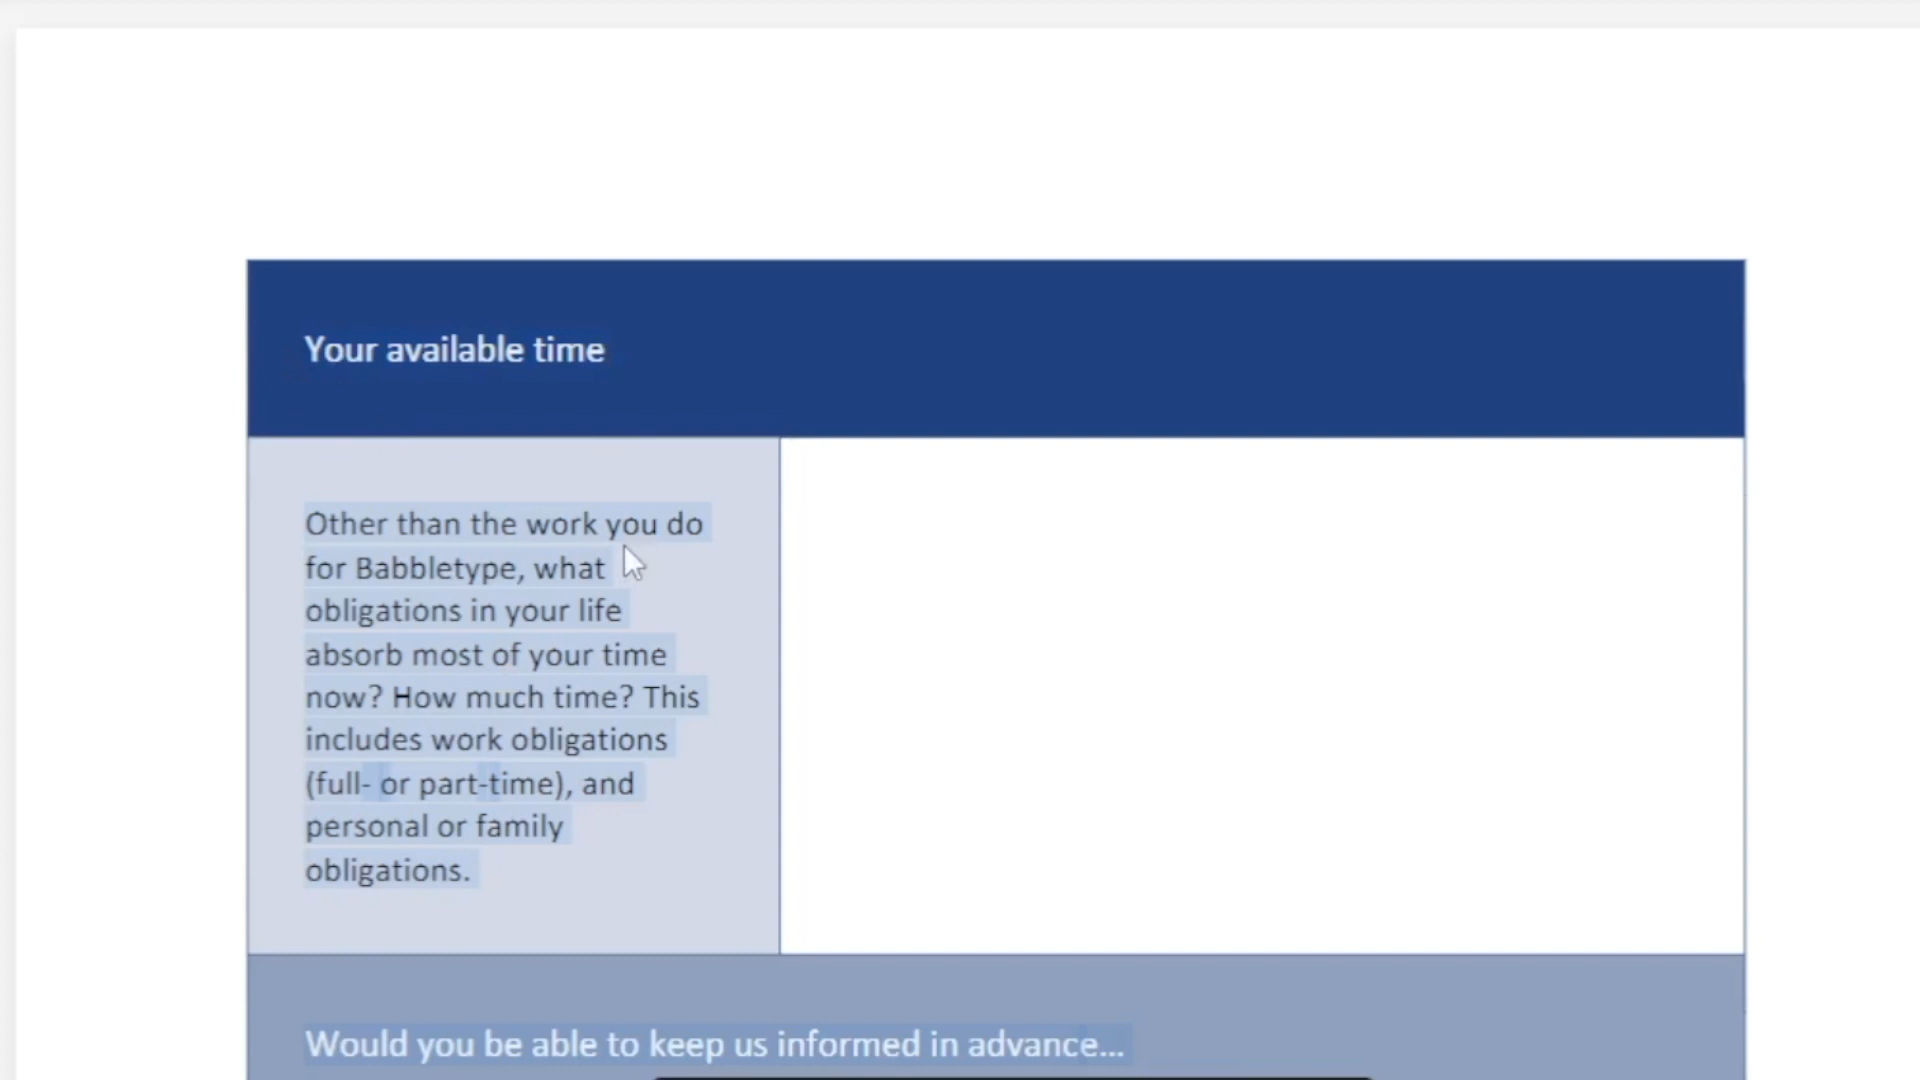 Your available time
Other than the work you do
for Babbletype, what
obligations in your life
absorb most of your time
now? How much time? This
includes work obligations
(full- or part-time), and
personal or family
obligations.
Would you be able to keep us informed in advance...